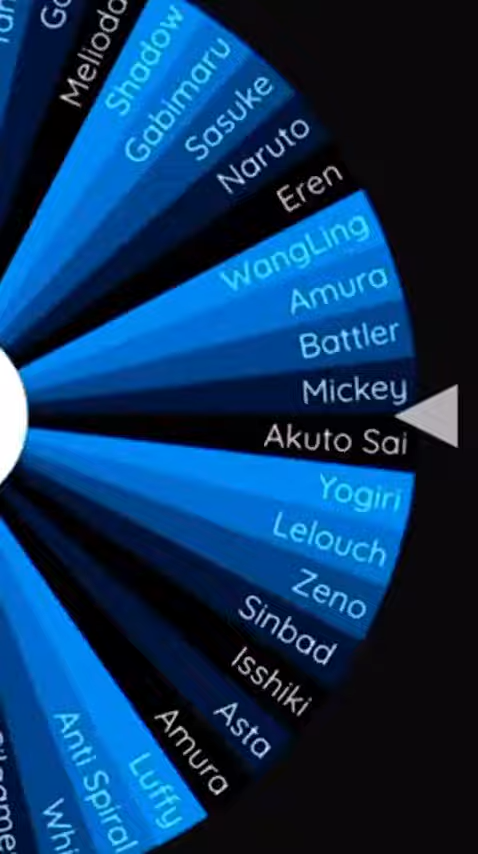 Shadow
Gabimaru
Sasuke
Naruto
Eren
WangLing
Amura
Battler
Mickey
Akuto Sai
Yogiri
Lelouch
Zeno
Sinbad
Isshiki
Asta
Amura
Luffy
Anti Spiral